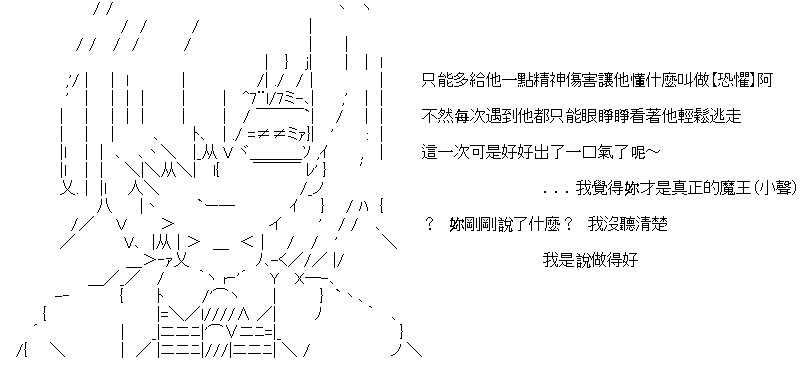 只能多給他一點精神傷害讓他懂什麼叫做【恐懼】阿
不然每次遇到他都只能眼睜睜看著他輕鬆逃走
這一次可是好好出了一口氣了呢～
...我覺得妳才是真正的魔王(小聲)
？ 妳剛剛說了什麼？ 我沒聽清楚
我是說做得好